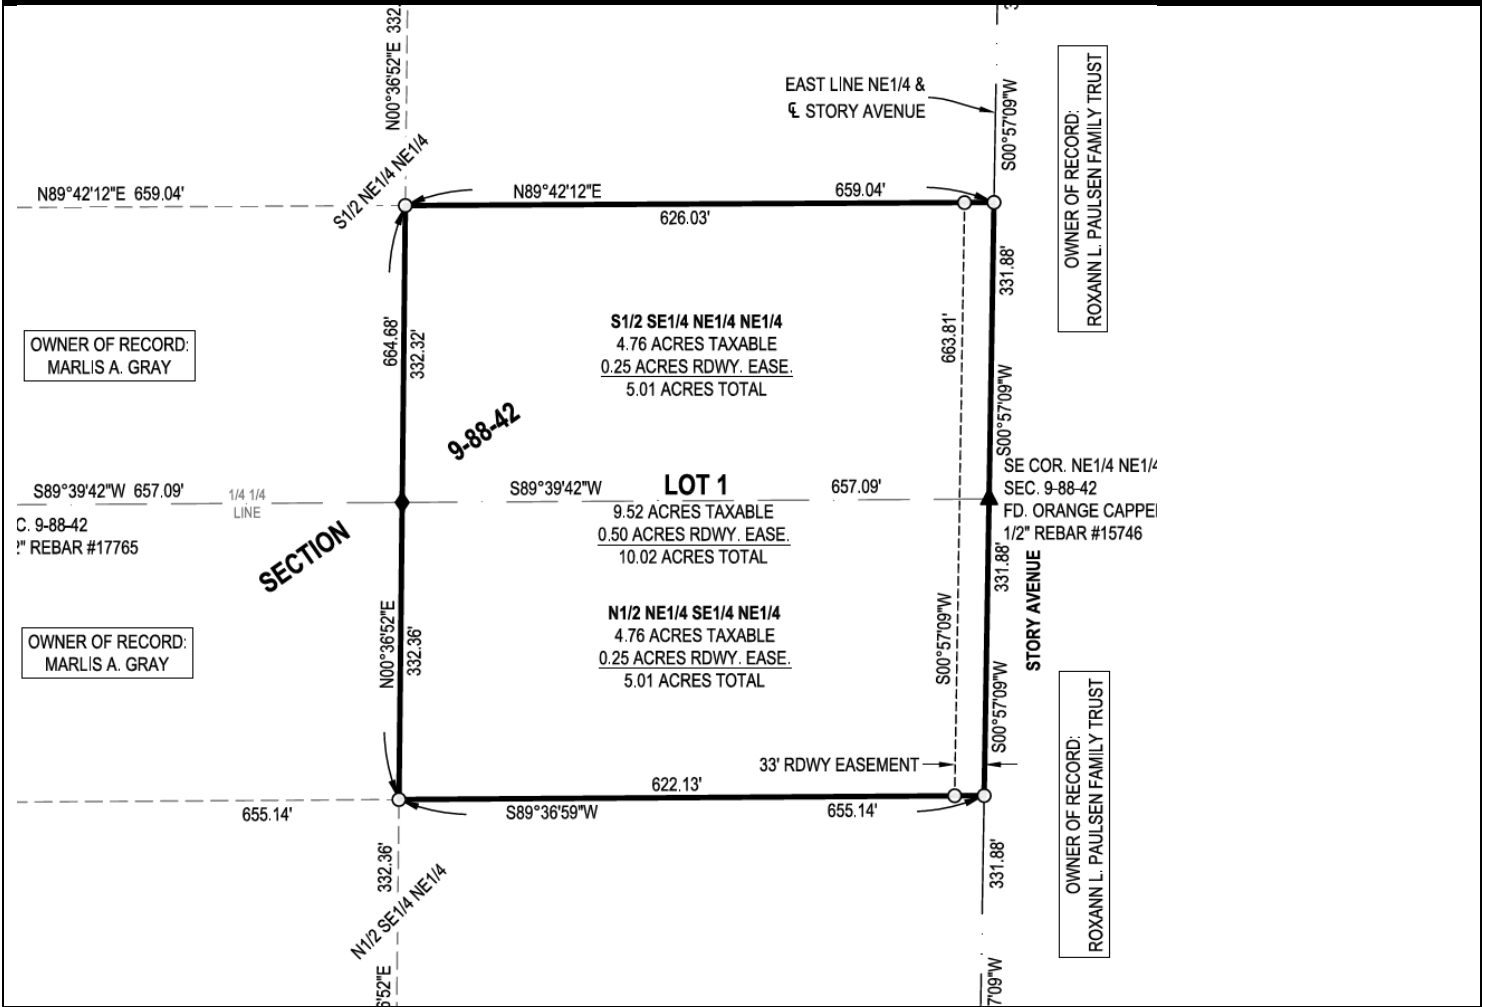 N00°36'52"E 332.
EAST LINE NE1/4 &
℄ STORY AVENUE
S00°57'09"W
OWNER OF RECORD:
ROXANN L. PAULSEN FAMILY TRUST
S1/2 NE1/4 NE1/4
N89°42'12"E 659.04'
N89°42'12"E
659.04'
626.03'
331.88'
664.68'
332.32'
663.81'
S1/2 SE1/4 NE1/4 NE1/4
4.76 ACRES TAXABLE
0.25 ACRES RDWY. EASE.
5.01 ACRES TOTAL
OWNER OF RECORD:
MARLIS A. GRAY
S00°57'09"W
9-88-42
SECTION
S89°39'42"W 657.09'
1/4 1/4
LINE
S89°39'42"W
LOT 1
657.09'
9.52 ACRES TAXABLE
0.50 ACRES RDWY. EASE.
10.02 ACRES TOTAL
SE COR. NE1/4 NE1/4
SEC. 9-88-42
FD. ORANGE CAPPE
1/2" REBAR #15746
C. 9-88-42
2" REBAR #17765
331.88'
STORY AVENUE
N00°36'52"E
332.36'
N1/2 NE1/4 SE1/4 NE1/4
4.76 ACRES TAXABLE
0.25 ACRES RDWY. EASE.
5.01 ACRES TOTAL
S00°57'09"W
S00°57'09"W
OWNER OF RECORD:
MARLIS A. GRAY
33' RDWY EASEMENT
622.13'
655.14'
S89°36'59"W
655.14'
OWNER OF RECORD:
ROXANN L. PAULSEN FAMILY TRUST
332.36'
331.88'
N1/2 SE1/4 NE1/4
'52"E
7'09"W